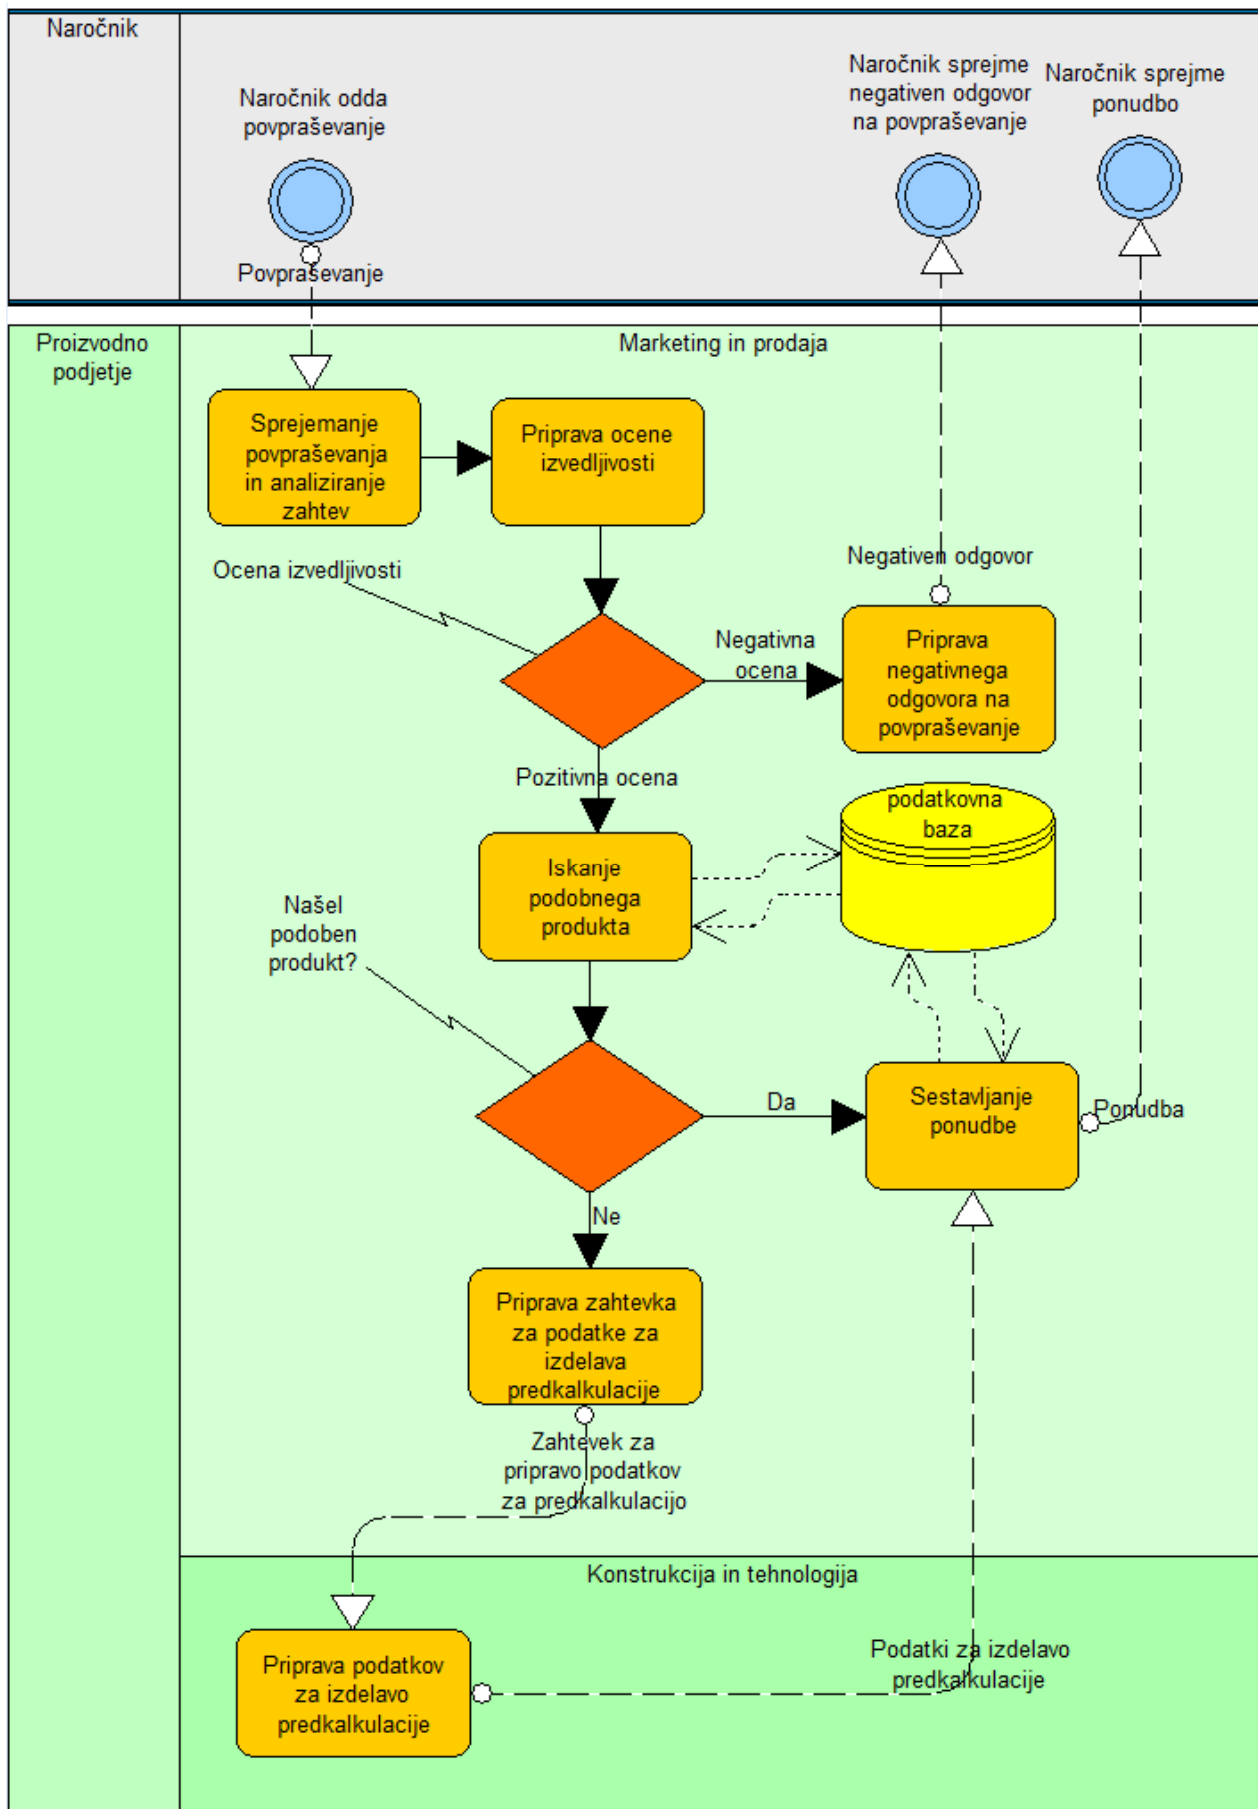 Naročnik
Naročnik odda
povpraševanje
Naročnik sprejme
negativen odgovor
na povpraševanje
Naročnik sprejme
ponudbo
Povpraševanje
Proizvodno
podjetje
Marketing in prodaja
Sprejemanje
povpraševanja
in analiziranje
zahtev
Priprava ocene
izvedljivosti
Ocena izvedljivosti
Negativen odgovor
Negativna
ocena
Priprava
negativnega
odgovora na
povpraševanje
Pozitivna ocena
podatkovna
baza
Iskanje
podobnega
produkta
Našel
podoben
produkt?
Da
Sestavljanje
ponudbe
Ponudba
Ne
Priprava zahtevka
za podatke za
izdelava
predkalkulacije
Zahtevek za
pripravo podatkov
za predkalkulacijo
Konstrukcija in tehnologija
Priprava podatkov
za izdelavo
predkalkulacije
Podatki za izdelavo
predkalkulacije